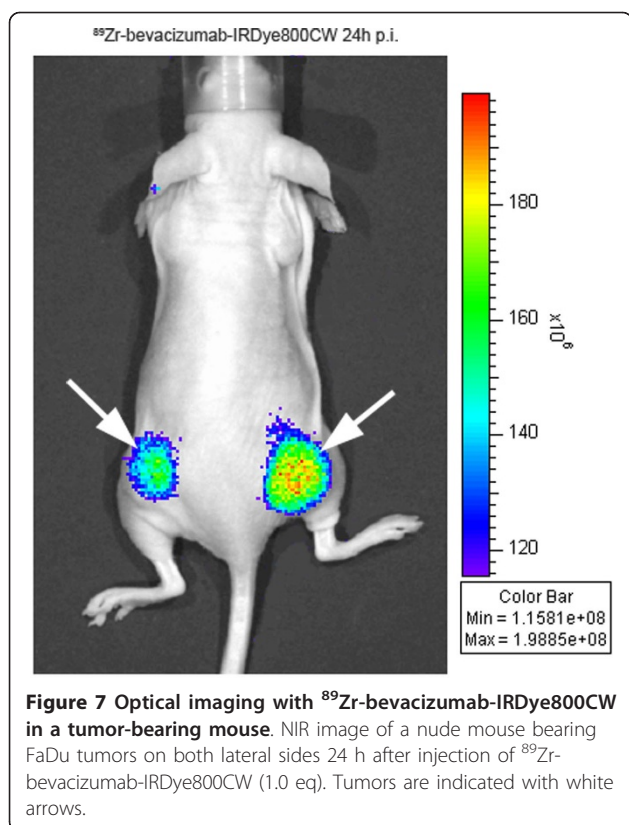 ⁸⁹Zr-bevacizumab-IRDye800CW 24h p.i.
180
160
x10⁶
140
120
Color Bar
Min = 1.1581e+08
Max = 1.9885e+08
Figure 7 Optical imaging with ⁸⁹Zr-bevacizumab-IRDye800CW
in a tumor-bearing mouse. NIR image of a nude mouse bearing
FaDu tumors on both lateral sides 24 h after injection of ⁸⁹Zr-
bevacizumab-IRDye800CW (1.0 eq). Tumors are indicated with white
arrows.